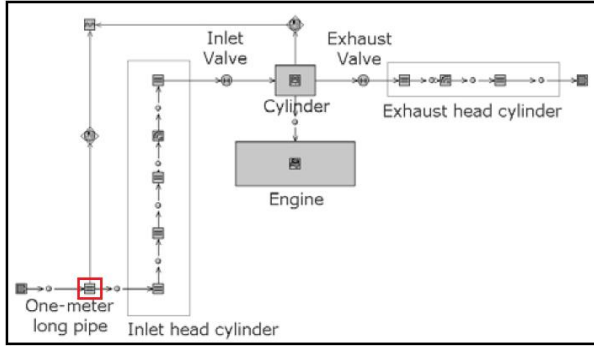 Inlet
Valve
Exhaust
Valve
Cylinder
Exhaust head cylinder
Engine
One-meter
long pipe
Inlet head cylinder